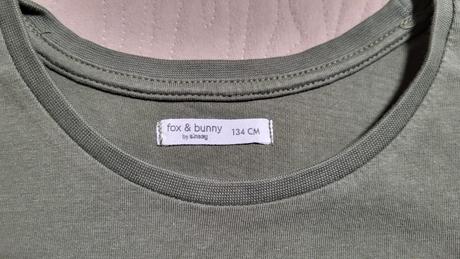 fox & bunny 134 CM
by sinsay